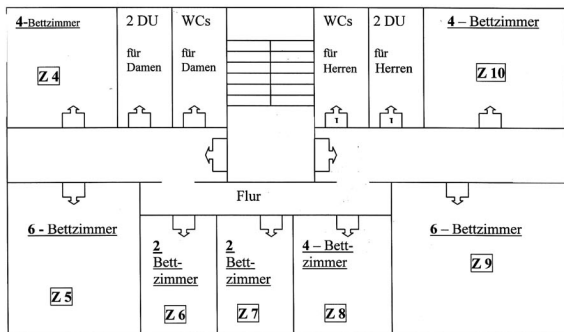 4-Bettzimmer
Z 4
2 DU
für
Damen
WCs
für
Damen
WCs
für
Herren
2 DU
für
Herren
4 – Bettzimmer
Z 10
Flur
6 - Bettzimmer
Z 5
2
Bett-
zimmer
Z 6
2
Bett-
zimmer
Z 7
4 – Bett-
zimmer
Z 8
6 – Bettzimmer
Z 9